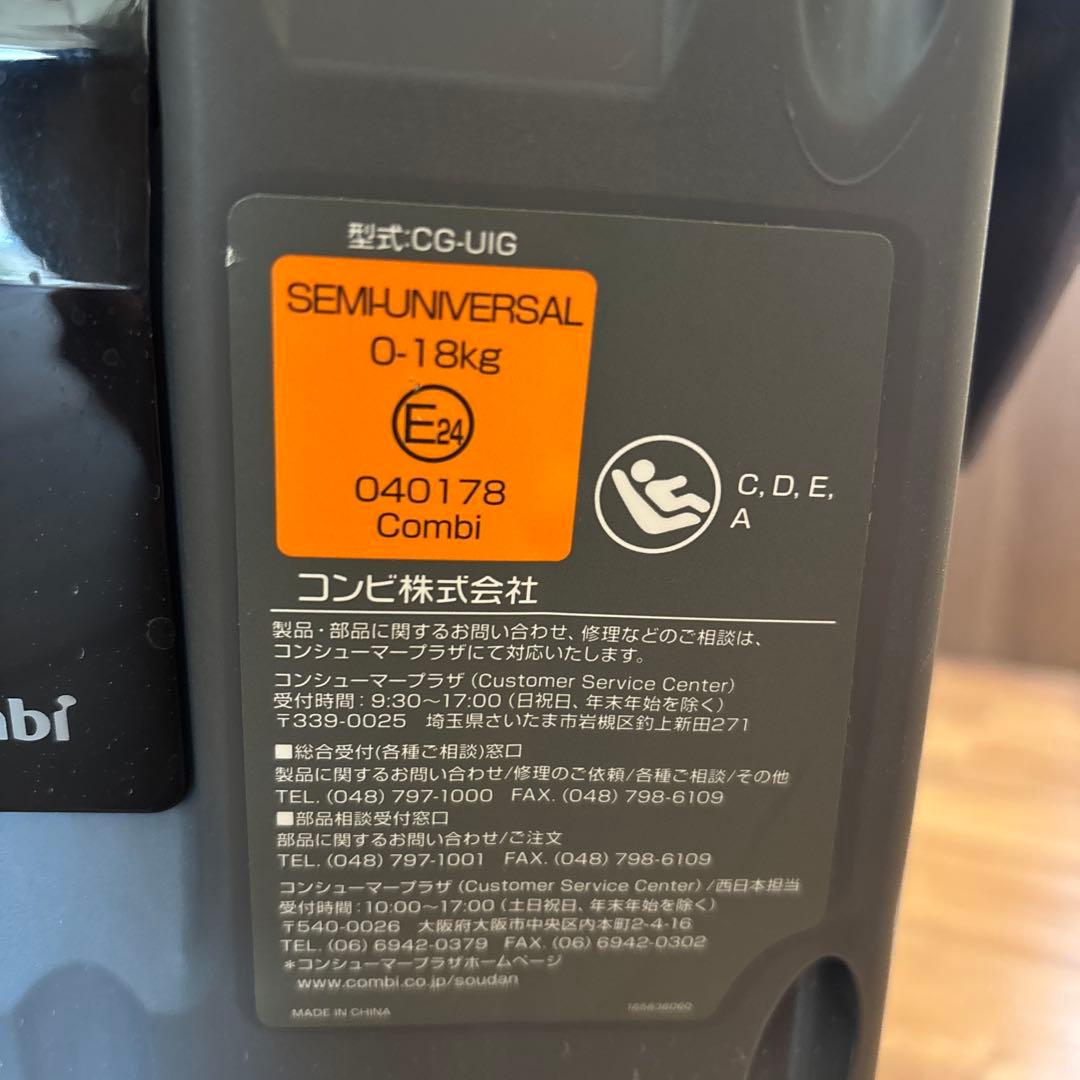 型式:CG-UIG
SEMI-UNIVERSAL
0-18kg
E24
040178
Combi
C, D, E,
A
コンビ株式会社
製品・部品に関するお問い合わせ、修理などのご相談は、
コンシューマープラザにて対応いたします。
コンシューマープラザ (Customer Service Center)
受付時間：9:30～17:00 (日祝日、年末年始を除く)
〒339-0025 埼玉県さいたま市岩槻区釣上新田271
■総合受付(各種ご相談)窓口
製品に関するお問い合わせ/修理のご依頼/各種ご相談/その他
TEL. (048) 797-1000 FAX. (048) 798-6109
■部品相談受付窓口
部品に関するお問い合わせ/ご注文
TEL. (048) 797-1001 FAX. (048) 798-6109
コンシューマープラザ (Customer Service Center) /西日本担当
受付時間：10:00～17:00 (土日祝日、年末年始を除く)
〒540-0026 大阪府大阪市中央区内本町2-4-16
TEL. (06) 6942-0379 FAX. (06) 6942-0302
*コンシューマープラザホームページ
www.combi.co.jp/soudan
MADE IN CHINA
mbi